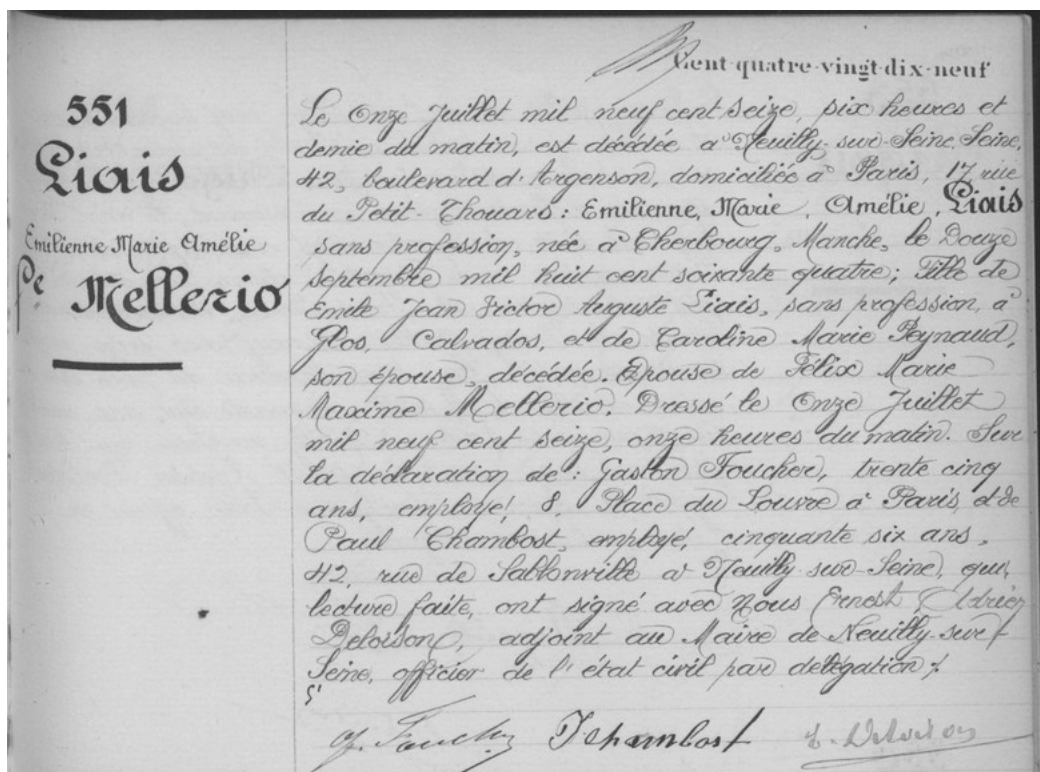 Cent-quatre-vingt-dix-neuf
551
Liais
Emilienne Marie Amélie
fe Mellerio
Le Onze Juillet mil neuf cent seize, six heures et
demie du matin, est décédée à Neuilly-sur-Seine, Seine,
42, boulevard d'Argenson, domiciliée à Paris, 17 rue
du Petit-Thouars : Emilienne, Marie, Amélie, Liais
sans profession, née à Cherbourg, Manche, le Douze
septembre mil huit cent soixante quatre; Fille de
Emile Jean Victor Auguste Liais, sans profession, à
Glos, Calvados, et de Caroline Marie Peynaud,
son épouse, décédée. Epouse de Félix Marie
Maxime Mellerio. Dressé le Onze Juillet
mil neuf cent seize, onze heures du matin. Sur
la déclaration de : Gaston Foucher, trente cinq
ans, employé, 8, Place du Louvre à Paris, et de
Paul Chambost, employé, cinquante six ans,
42, rue de Sablonville à Neuilly-sur-Seine, qui,
lecture faite, ont signé avec Nous Ernest Adrien
Deloison, adjoint au Maire de Neuilly-sur-
Seine, officier de l'état civil par délégation ;
G. Foucher P Chambost E. Deloison